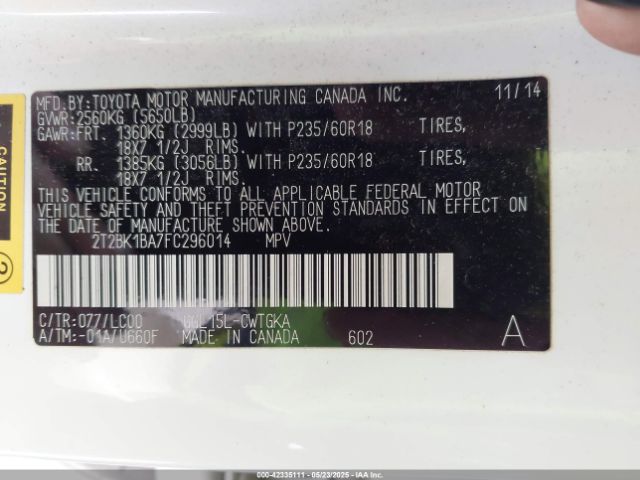 MFD.BY:TOYOTA MOTOR MANUFACTURING CANADA INC. 11/14
GVWR:2560KG (5650LB)
GAWR:FRT. 1360KG (2999LB) WITH P235/60R18 TIRES,
18X7 1/2J RIMS.
RR. 1385KG (3056LB) WITH P235/60R18 TIRES,
18X7 1/2J RIMS.
THIS VEHICLE CONFORMS TO ALL APPLICABLE FEDERAL MOTOR
VEHICLE SAFETY AND THEFT PREVENTION STANDARDS IN EFFECT ON
THE DATE OF MANUFACTURE SHOWN ABOVE.
2T2BK1BA7FC296014 MPV
C/TR:077/LC00 GGL15L-CWTGKA
A/TM:-01A/U660F MADE IN CANADA 602 A
CAUTION
2
000-42335111 - 05/23/2025 - IAA Inc.